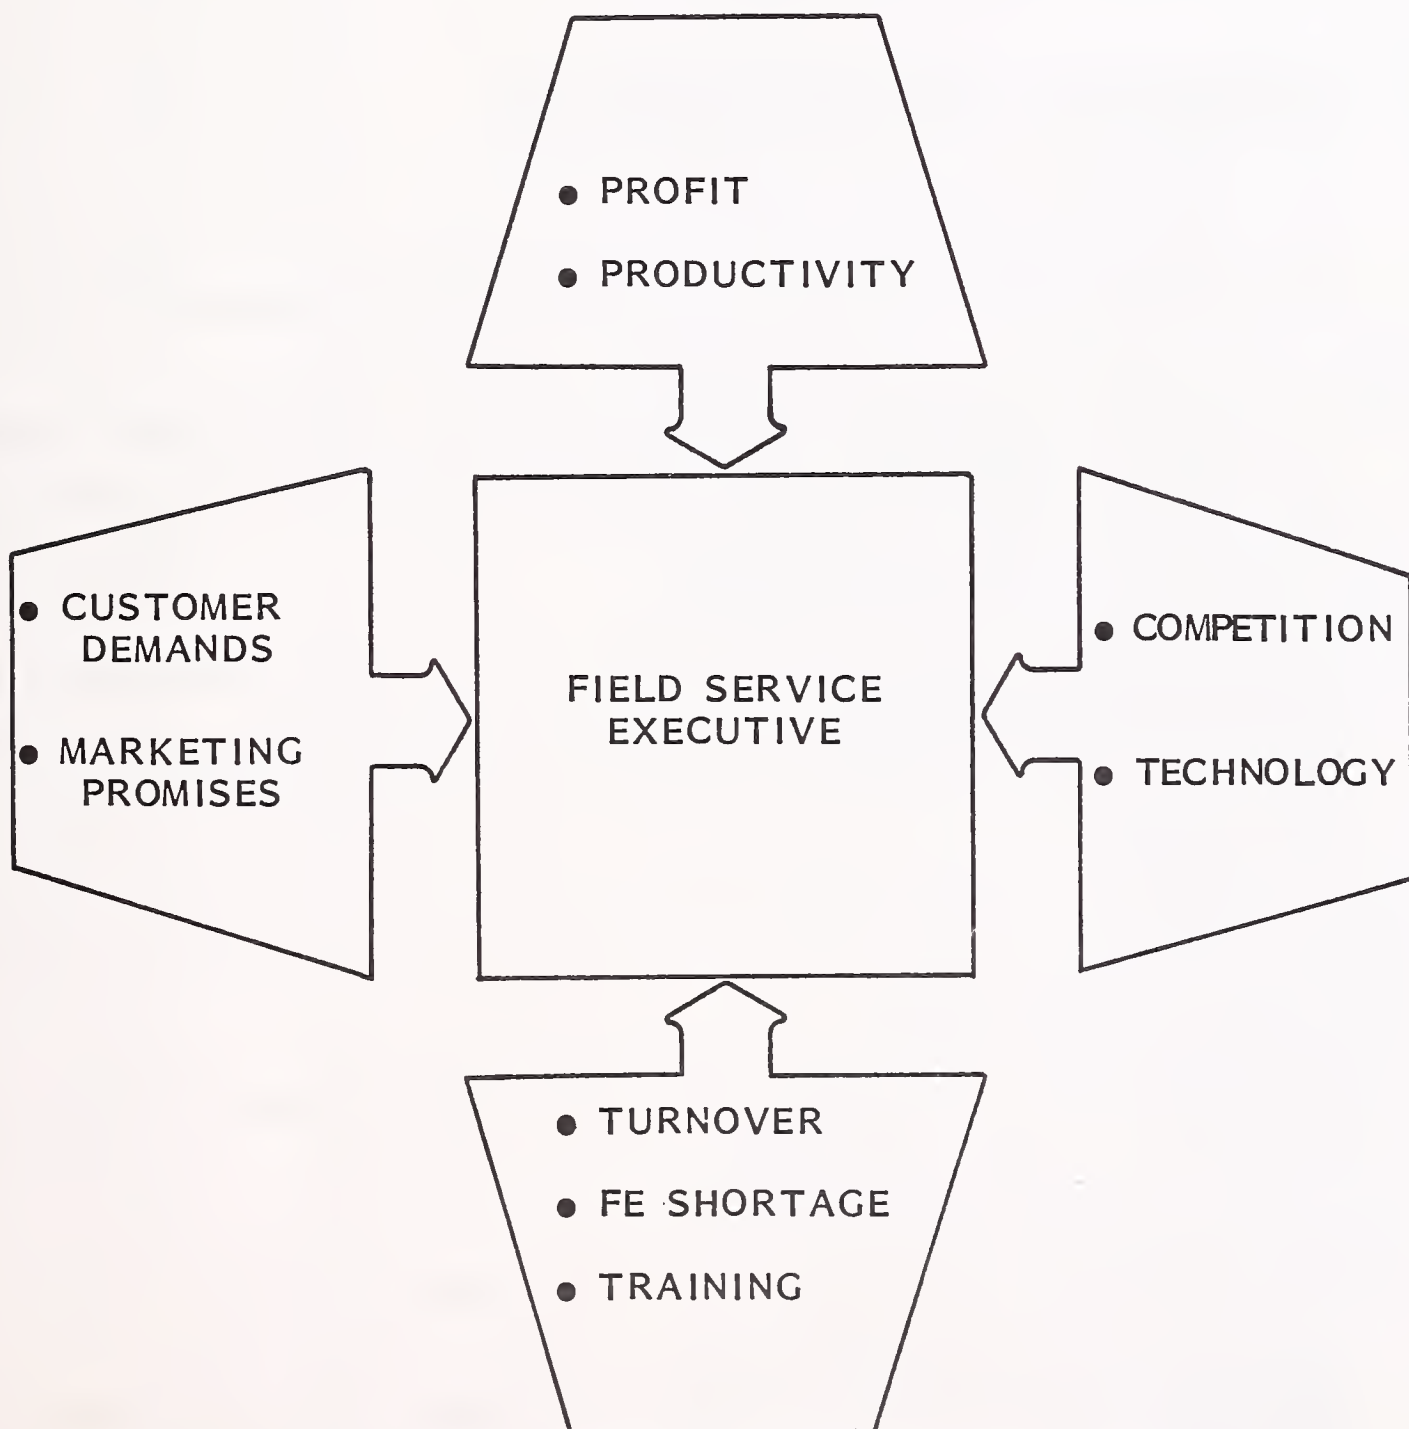 ● PROFIT
● PRODUCTIVITY
● CUSTOMER
DEMANDS
● MARKETING
PROMISES
FIELD SERVICE
EXECUTIVE
● COMPETITION
● TECHNOLOGY
● TURNOVER
● FE SHORTAGE
● TRAINING